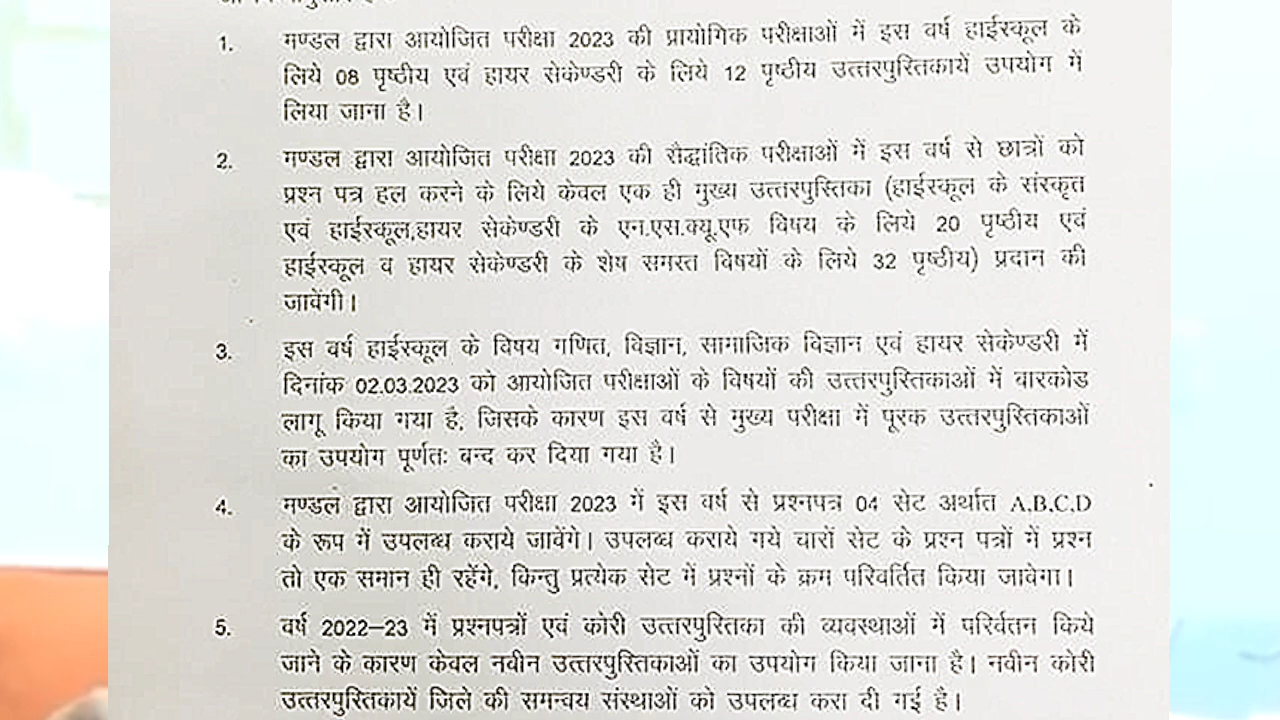 1. मण्डल द्वारा आयोजित परीक्षा 2023 की प्रायोगिक परीक्षाओं में इस वर्ष हाईस्कूल के
लिये 08 पृष्ठीय एवं हायर सेकेण्डरी के लिये 12 पृष्ठीय उत्तरपुस्तिकायें उपयोग में
लिया जाना है।
2. मण्डल द्वारा आयोजित परीक्षा 2023 की सैद्धांतिक परीक्षाओं में इस वर्ष से छात्रों को
प्रश्न पत्र हल करने के लिये केवल एक ही मुख्य उत्तरपुस्तिका (हाईस्कूल के संस्कृत
एवं हाईस्कूल,हायर सेकेण्डरी के एन.एस.क्यू.एफ विषय के लिये 20 पृष्ठीय एवं
हाईस्कूल व हायर सेकेण्डरी के शेष समस्त विषयों के लिये 32 पृष्ठीय) प्रदान की
जावेंगी।
3. इस वर्ष हाईस्कूल के विषय गणित, विज्ञान, सामाजिक विज्ञान एवं हायर सेकेण्डरी में
दिनांक 02.03.2023 को आयोजित परीक्षाओं के विषयों की उत्तरपुस्तिकाओं में बारकोड
लागू किया गया है, जिसके कारण इस वर्ष से मुख्य परीक्षा में पूरक उत्तरपुस्तिकाओं
का उपयोग पूर्णतः बन्द कर दिया गया है।
4. मण्डल द्वारा आयोजित परीक्षा 2023 में इस वर्ष से प्रश्नपत्र 04 सेट अर्थात A.B.C.D
के रूप में उपलब्ध कराये जावेंगे। उपलब्ध कराये गये चारों सेट के प्रश्न पत्रों में प्रश्न
तो एक समान ही रहेंगे, किन्तु प्रत्येक सेट में प्रश्नों के क्रम परिवर्तित किया जावेगा।
5. वर्ष 2022–23 में प्रश्नपत्रों एवं कोरी उत्तरपुस्तिका की व्यवस्थाओं में परिर्वतन किये
जाने के कारण केवल नवीन उत्तरपुस्तिकाओं का उपयोग किया जाना है। नवीन कोरी
उत्तरपुस्तिकायें जिले की समन्वय संस्थाओं को उपलब्ध करा दी गई है।